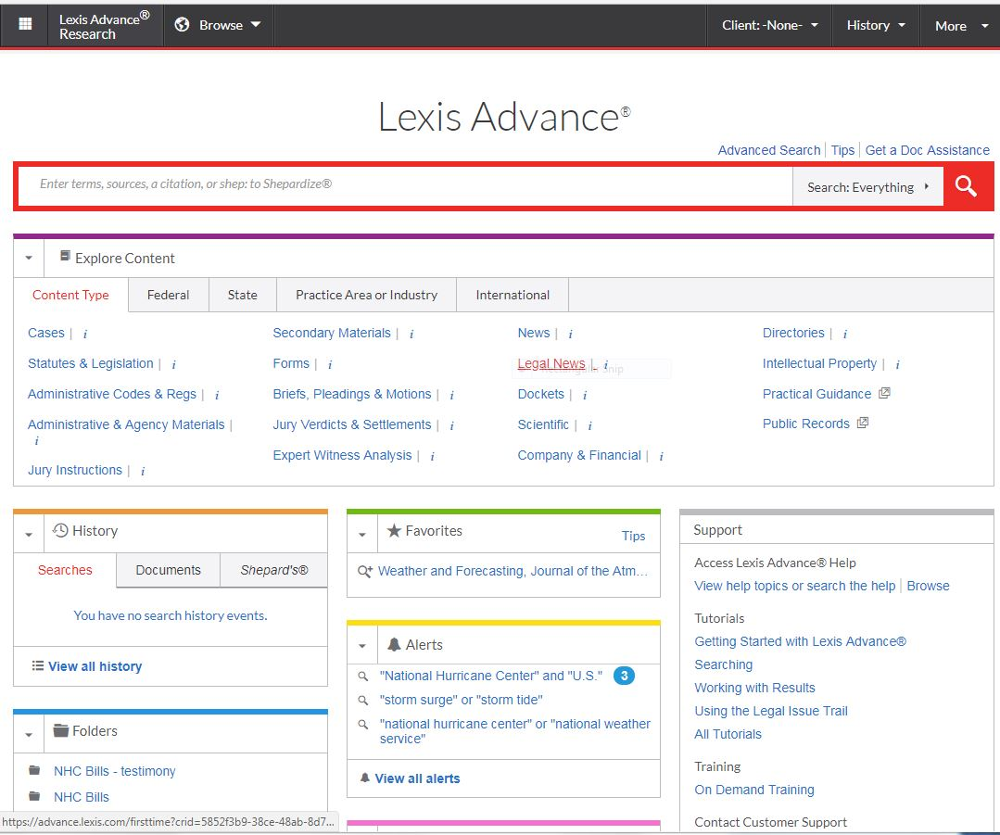 Lexis Advance®
Research
Browse
Client: -None-
History
More
Lexis Advance®
Advanced Search | Tips | Get a Doc Assistance
Enter terms, sources, a citation, or shep: to Shepardize®
Search: Everything
Explore Content
Content Type
Federal
State
Practice Area or Industry
International
Cases | i
Statutes & Legislation | i
Administrative Codes & Regs | i
Administrative & Agency Materials |
i
Jury Instructions | i
Secondary Materials | i
Forms | i
Briefs, Pleadings & Motions | i
Jury Verdicts & Settlements | i
Expert Witness Analysis | i
News | i
Legal News | i
Snip
Dockets | i
Scientific | i
Company & Financial | i
Directories | i
Intellectual Property | i
Practical Guidance
Public Records
History
Searches
Documents
Shepard's®
You have no search history events.
View all history
Folders
NHC Bills - testimony
NHC Bills
Favorites
Tips
Weather and Forecasting, Journal of the Atm...
Alerts
"National Hurricane Center" and "U.S." 3
"storm surge" or "storm tide"
"national hurricane center" or "national weather
service"
View all alerts
Support
Access Lexis Advance® Help
View help topics or search the help | Browse
Tutorials
Getting Started with Lexis Advance®
Searching
Working with Results
Using the Legal Issue Trail
All Tutorials
Training
On Demand Training
Contact Customer Support
https://advance.lexis.com/firsttime?crid=5852f3b9-38ce-48ab-8d7...